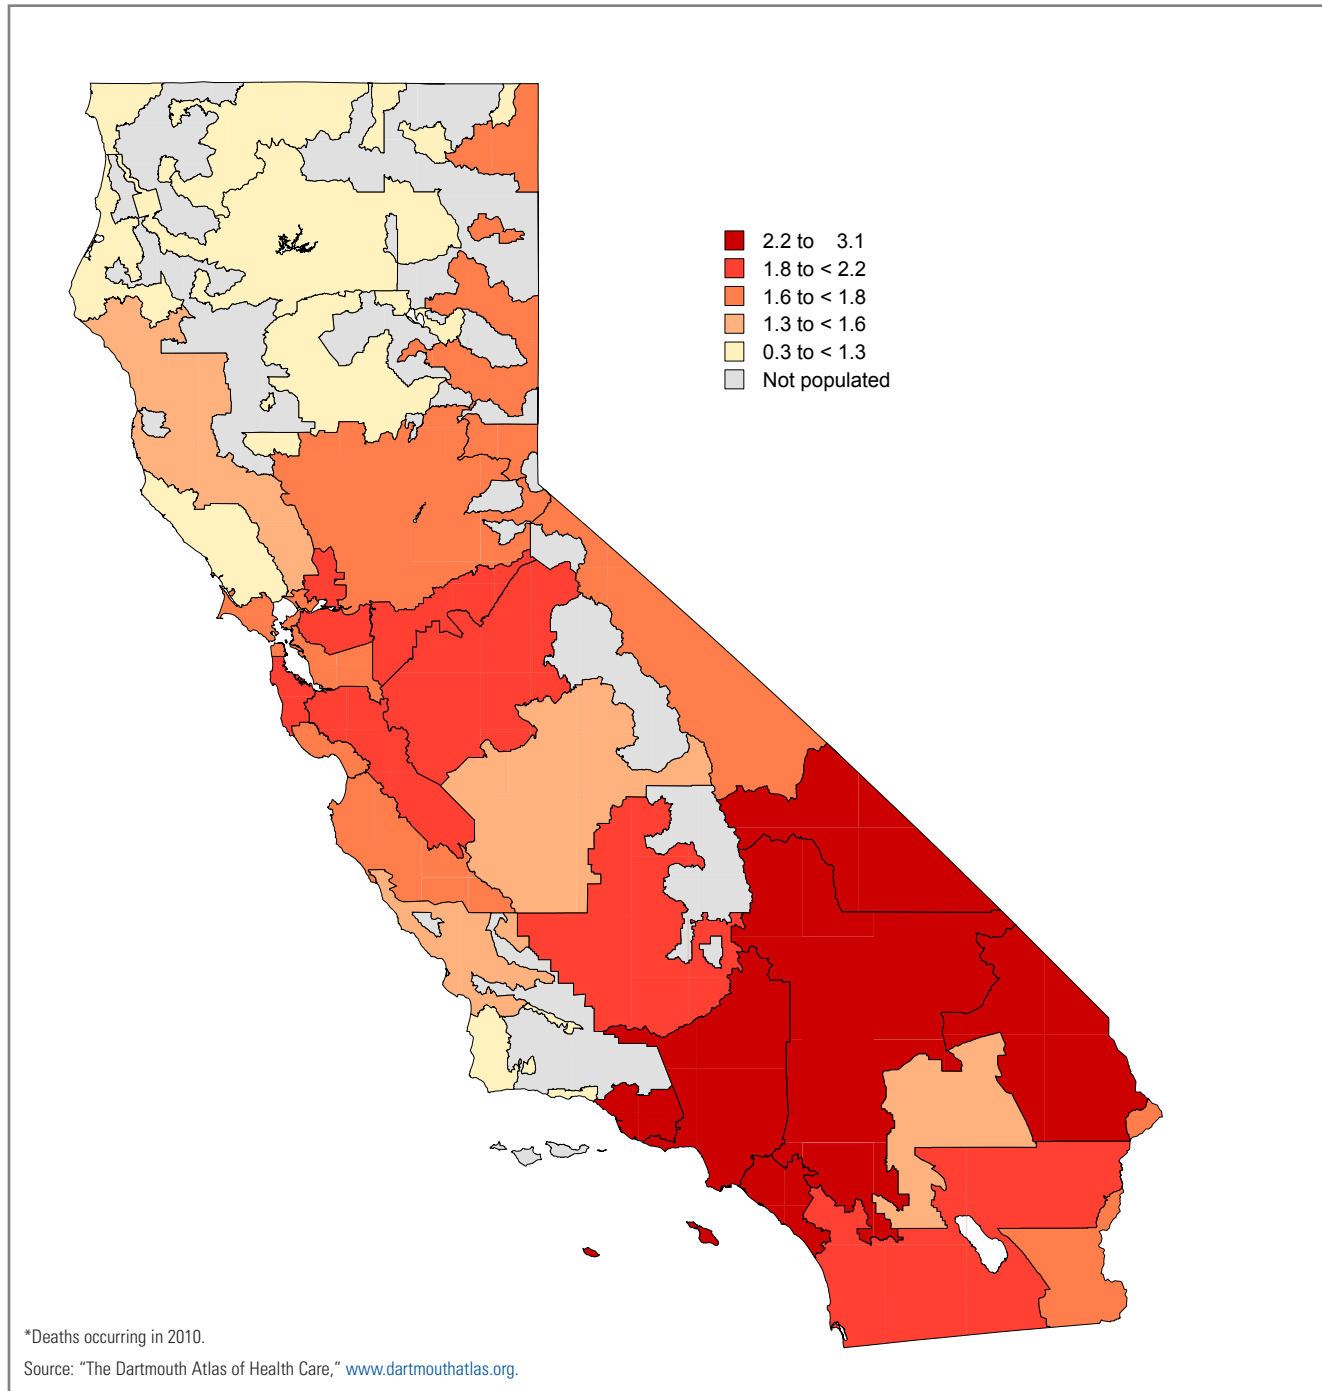 2.2 to 3.1
1.8 to < 2.2
1.6 to < 1.8
1.3 to < 1.6
0.3 to < 1.3
Not populated
*Deaths occurring in 2010.
Source: “The Dartmouth Atlas of Health Care,” www.dartmouthatlas.org.